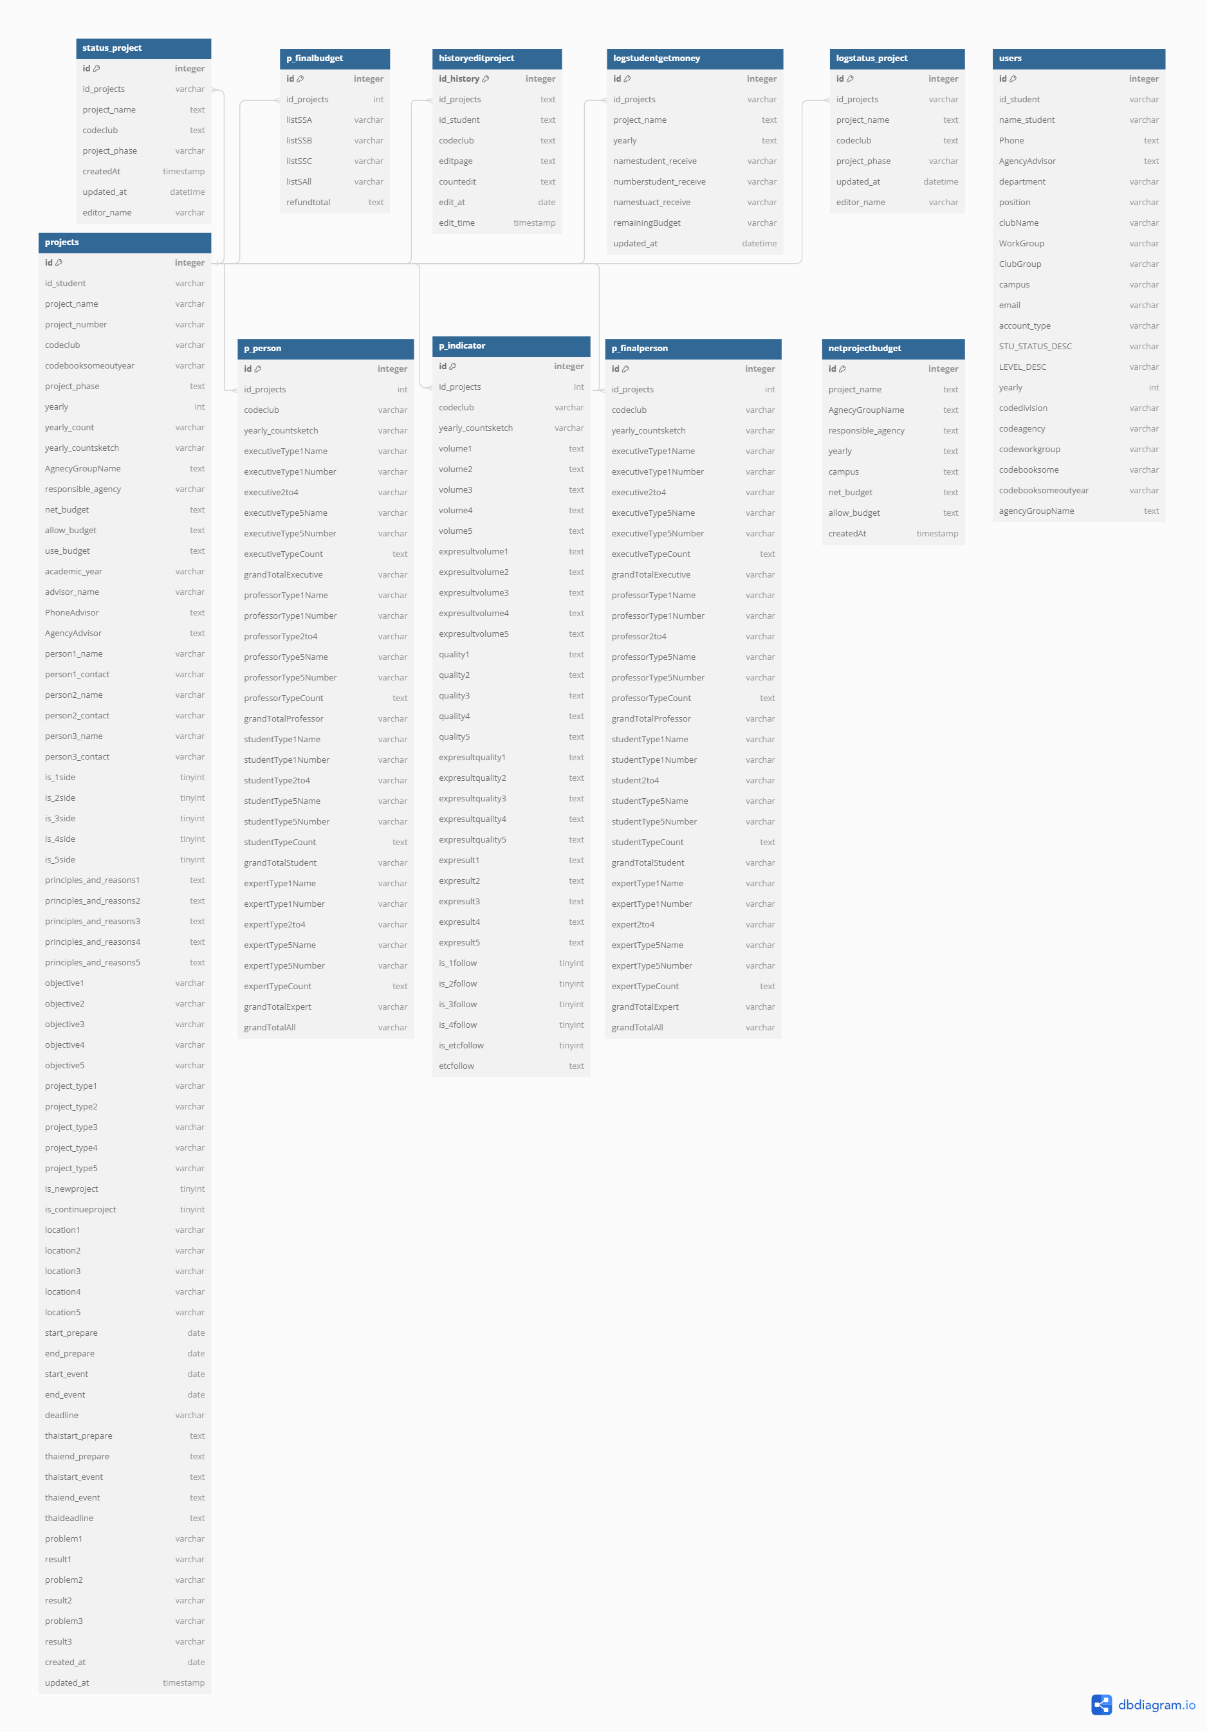 status_project
id integer
id_projects varchar
project_name text
codeclub text
project_phase varchar
createdAt timestamp
updated_at datetime
editor_name varchar
p_finalbudget
id integer
id_projects int
listSSA varchar
listSSB varchar
listSSC varchar
listSAll varchar
refundtotal text
historyeditproject
id_history integer
id_projects text
id_student text
codeclub text
editpage text
countedit text
edit_at date
edit_time timestamp
logstudentgetmoney
id integer
id_projects varchar
project_name text
yearly text
namestudent_receive varchar
numberstudent_receive varchar
namestuact_receive varchar
remainingBudget varchar
updated_at datetime
logstatus_project
id integer
id_projects varchar
project_name text
codeclub text
project_phase varchar
updated_at datetime
editor_name varchar
users
id integer
id_student varchar
name_student varchar
Phone text
AgencyAdvisor text
department varchar
position varchar
clubName varchar
WorkGroup varchar
ClubGroup varchar
campus varchar
email varchar
account_type varchar
STU_STATUS_DESC varchar
LEVEL_DESC varchar
yearly int
codedivision varchar
codeagency varchar
codeworkgroup varchar
codebooksome varchar
codebooksomeoutyear varchar
agencyGroupName text
projects
id integer
id_student varchar
project_name varchar
project_number varchar
codeclub varchar
codebooksomeoutyear varchar
project_phase text
yearly int
yearly_count varchar
yearly_countsketch varchar
AgnecyGroupName text
responsible_agency varchar
net_budget text
allow_budget text
use_budget text
academic_year varchar
advisor_name varchar
PhoneAdvisor text
AgencyAdvisor text
person1_name varchar
person1_contact varchar
person2_name varchar
person2_contact varchar
person3_name varchar
person3_contact varchar
is_1side tinyint
is_2side tinyint
is_3side tinyint
is_4side tinyint
is_5side tinyint
principles_and_reasons1 text
principles_and_reasons2 text
principles_and_reasons3 text
principles_and_reasons4 text
principles_and_reasons5 text
objective1 varchar
objective2 varchar
objective3 varchar
objective4 varchar
objective5 varchar
project_type1 varchar
project_type2 varchar
project_type3 varchar
project_type4 varchar
project_type5 varchar
is_newproject tinyint
is_continueproject tinyint
location1 varchar
location2 varchar
location3 varchar
location4 varchar
location5 varchar
start_prepare date
end_prepare date
start_event date
end_event date
deadline varchar
thaistart_prepare text
thaiend_prepare text
thaistart_event text
thaiend_event text
thaideadline text
problem1 varchar
result1 varchar
problem2 varchar
result2 varchar
problem3 varchar
result3 varchar
created_at date
updated_at timestamp
p_person
id integer
id_projects int
codeclub varchar
yearly_countsketch varchar
executiveType1Name varchar
executiveType1Number varchar
executive2to4 varchar
executiveType5Name varchar
executiveType5Number varchar
executiveTypeCount text
grandTotalExecutive varchar
professorType1Name varchar
professorType1Number varchar
professorType2to4 varchar
professorType5Name varchar
professorType5Number varchar
professorTypeCount text
grandTotalProfessor varchar
studentType1Name varchar
studentType1Number varchar
studentType2to4 varchar
studentType5Name varchar
studentType5Number varchar
studentTypeCount text
grandTotalStudent varchar
expertType1Name varchar
expertType1Number varchar
expertType2to4 varchar
expertType5Name varchar
expertType5Number varchar
expertTypeCount text
grandTotalExpert varchar
grandTotalAll varchar
p_indicator
id integer
id_projects int
codeclub varchar
yearly_countsketch varchar
volume1 text
volume2 text
volume3 text
volume4 text
volume5 text
expresultvolume1 text
expresultvolume2 text
expresultvolume3 text
expresultvolume4 text
expresultvolume5 text
quality1 text
quality2 text
quality3 text
quality4 text
quality5 text
expresultquality1 text
expresultquality2 text
expresultquality3 text
expresultquality4 text
expresultquality5 text
expresult1 text
expresult2 text
expresult3 text
expresult4 text
expresult5 text
is_1follow tinyint
is_2follow tinyint
is_3follow tinyint
is_4follow tinyint
is_etcfollow tinyint
etcfollow text
p_finalperson
id integer
id_projects int
codeclub varchar
yearly_countsketch varchar
executiveType1Name varchar
executiveType1Number varchar
executive2to4 varchar
executiveType5Name varchar
executiveType5Number varchar
executiveTypeCount text
grandTotalExecutive varchar
professorType1Name varchar
professorType1Number varchar
professor2to4 varchar
professorType5Name varchar
professorType5Number varchar
professorTypeCount text
grandTotalProfessor varchar
studentType1Name varchar
studentType1Number varchar
student2to4 varchar
studentType5Name varchar
studentType5Number varchar
studentTypeCount text
grandTotalStudent varchar
expertType1Name varchar
expertType1Number varchar
expert2to4 varchar
expertType5Name varchar
expertType5Number varchar
expertTypeCount text
grandTotalExpert varchar
grandTotalAll varchar
netprojectbudget
id integer
project_name text
AgnecyGroupName text
responsible_agency text
yearly text
campus text
net_budget text
allow_budget text
createdAt timestamp
dbdiagram.io